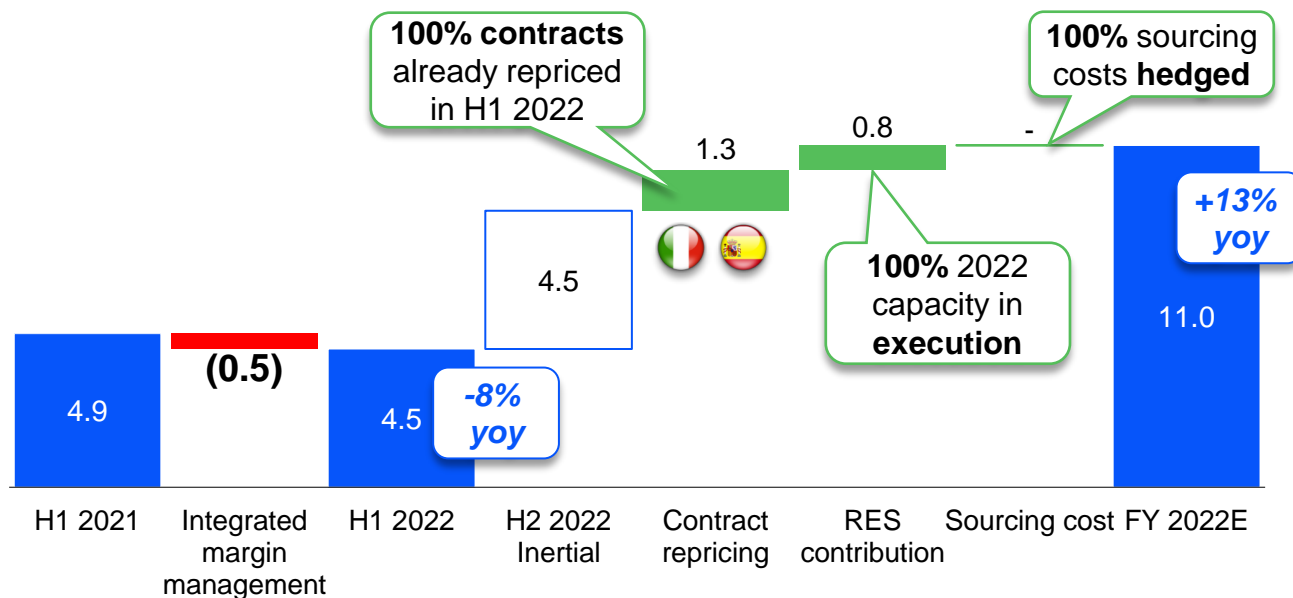 100% contracts
already repriced
in H1 2022
100% sourcing
costs hedged
1.3
0.8
-
+13%
yoy
4.5
100% 2022
capacity in
execution
11.0
(0.5)
4.9
4.5
-8%
yoy
H1 2021
Integrated
margin
management
H1 2022
H2 2022
Inertial
Contract
repricing
RES
contribution
Sourcing cost
FY 2022E